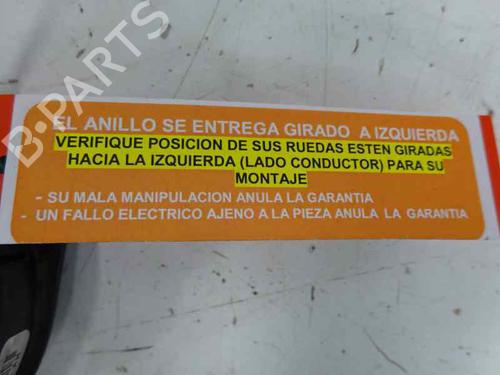 EL ANILLO SE ENTREGA GIRADO A IZQUIERDA
VERIFIQUE POSICION DE SUS RUEDAS ESTEN GIRADAS
HACIA LA IZQUIERDA (LADO CONDUCTOR) PARA SU
MONTAJE
- SU MALA MANIPULACION ANULA LA GARANTIA
- UN FALLO ELECTRICO AJENO A LA PIEZA ANULA LA GARANTIA
B-Parts